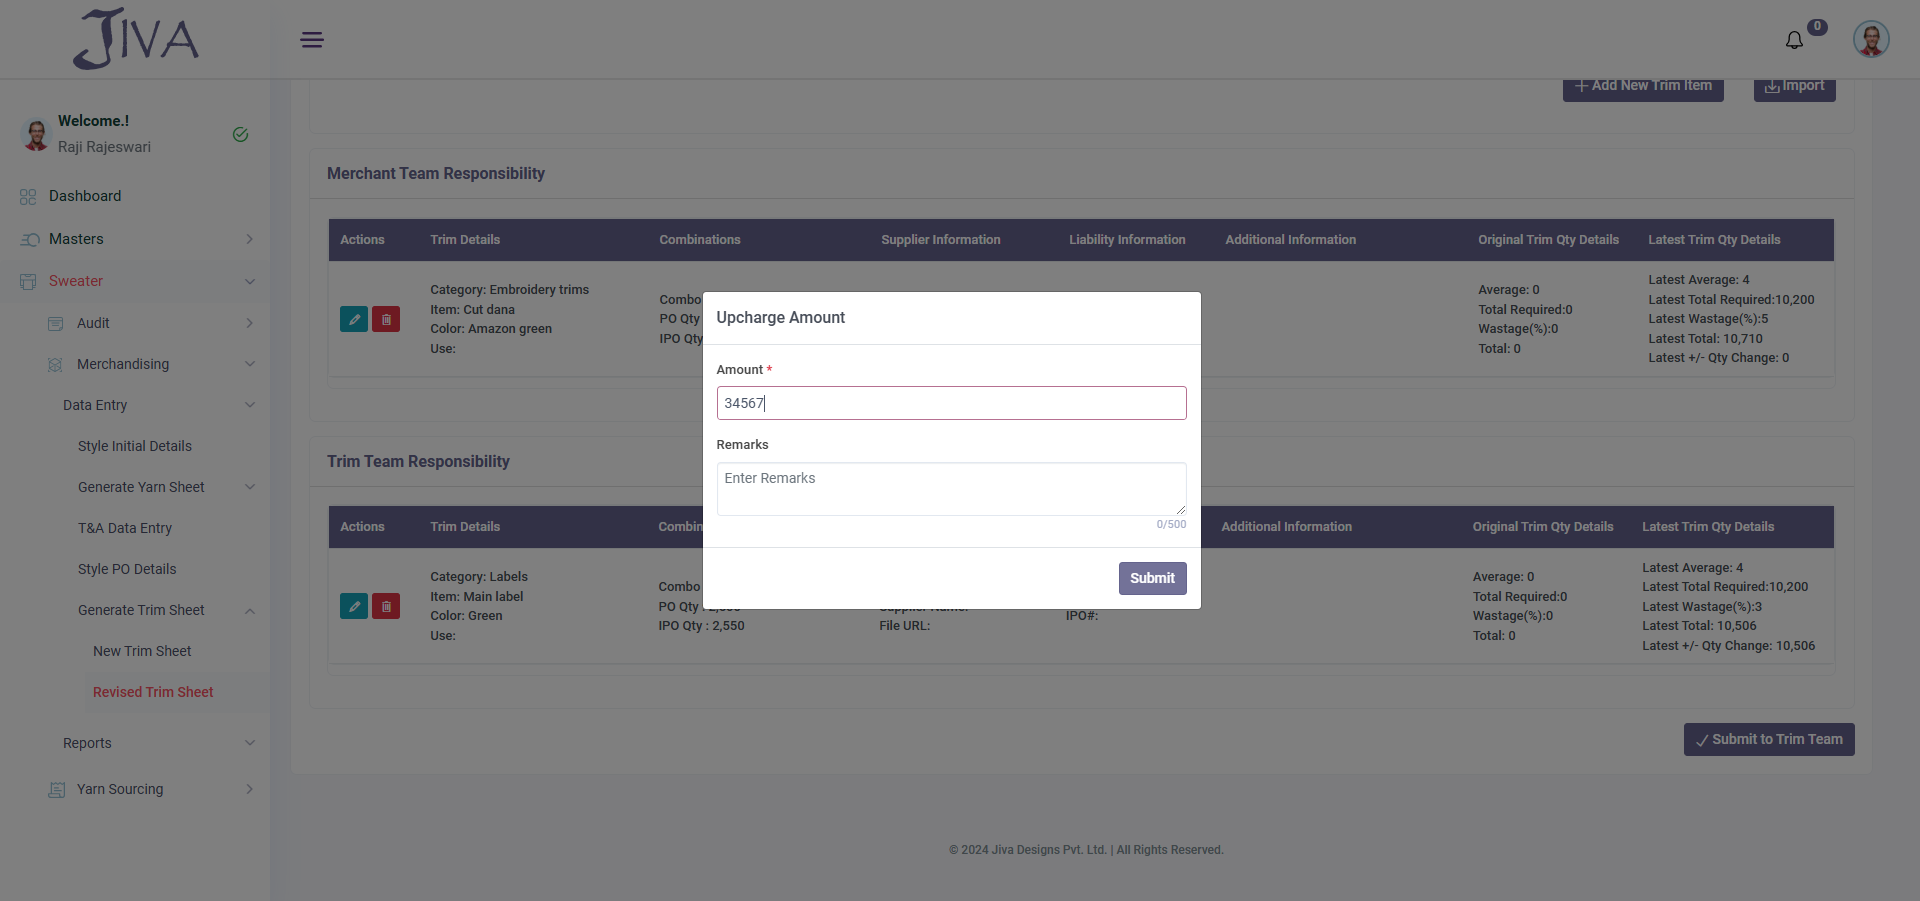 JIVA
0
Welcome.!
Raji Rajeswari
Dashboard
Masters
Sweater
Audit
Merchandising
Data Entry
Style Initial Details
Generate Yarn Sheet
T&A Data Entry
Style PO Details
Generate Trim Sheet
New Trim Sheet
Revised Trim Sheet
Reports
Yarn Sourcing
Add New Trim Item
Import
Merchant Team Responsibility
Actions Trim Details Combinations Supplier Information Liability Information Additional Information Original Trim Qty Details Latest Trim Qty Details
Category: Embroidery trims
Item: Cut dana
Color: Amazon green
Use:
Combo
PO Qty
IPO Qty
Average: 0
Total Required:0
Wastage(%):0
Total: 0
Latest Average: 4
Latest Total Required:10,200
Latest Wastage(%):5
Latest Total: 10,710
Latest +/- Qty Change: 0
Upcharge Amount
Amount *
34567
Remarks
Enter Remarks
0/500
Submit
Trim Team Responsibility
Actions Trim Details Combin Additional Information Original Trim Qty Details Latest Trim Qty Details
Category: Labels
Item: Main label
Color: Green
Use:
Combo
PO Qty
IPO Qty : 2,550
File URL:
IPO#:
Average: 0
Total Required:0
Wastage(%):0
Total: 0
Latest Average: 4
Latest Total Required:10,200
Latest Wastage(%):3
Latest Total: 10,506
Latest +/- Qty Change: 10,506
Submit to Trim Team
© 2024 Jiva Designs Pvt. Ltd. | All Rights Reserved.